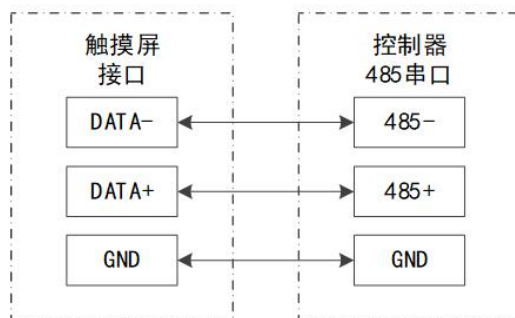 触摸屏
接口
DATA-
DATA+
GND
控制器
485串口
485-
485+
GND